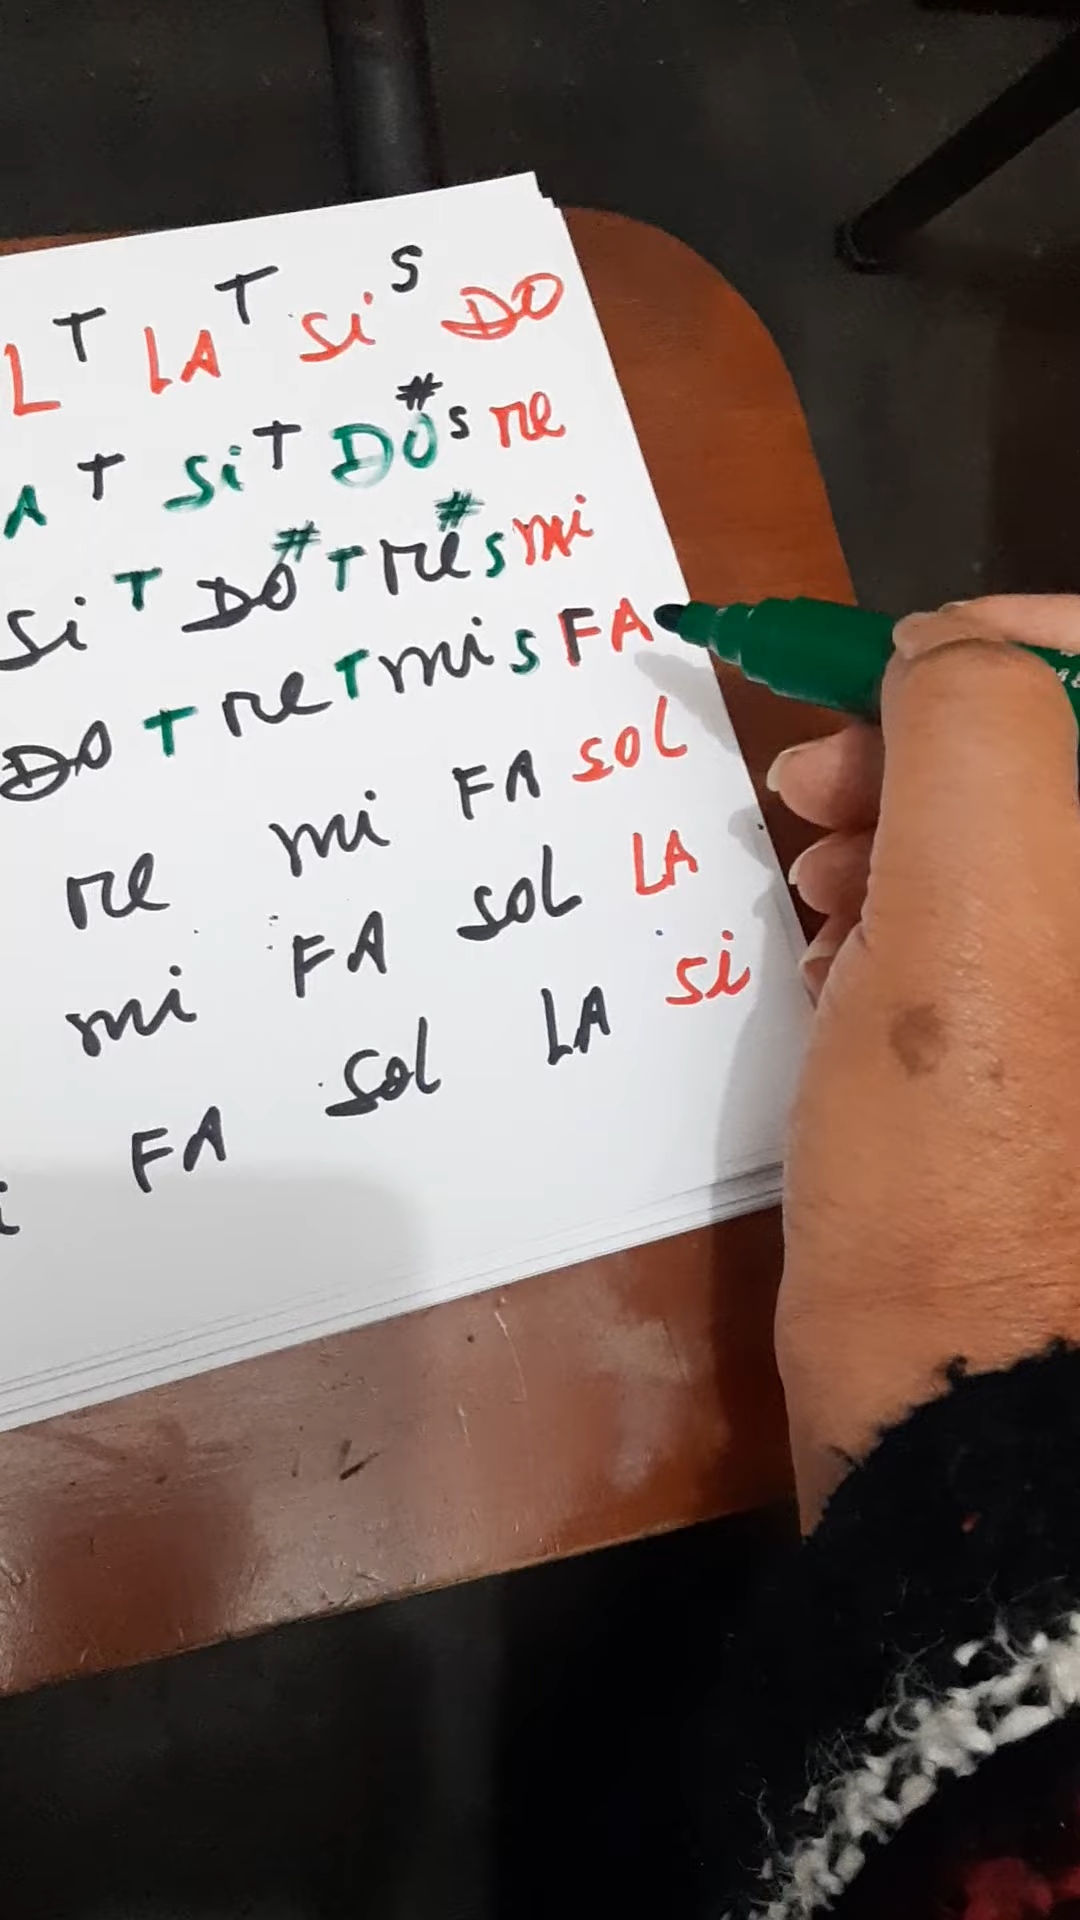 L T LA T Si S DO
A T Si T DO# S re
Si T DO# T re# S mi
DO T re T mi S FA
re mi FA SOL
mi FA SOL LA
i FA Sol LA Si